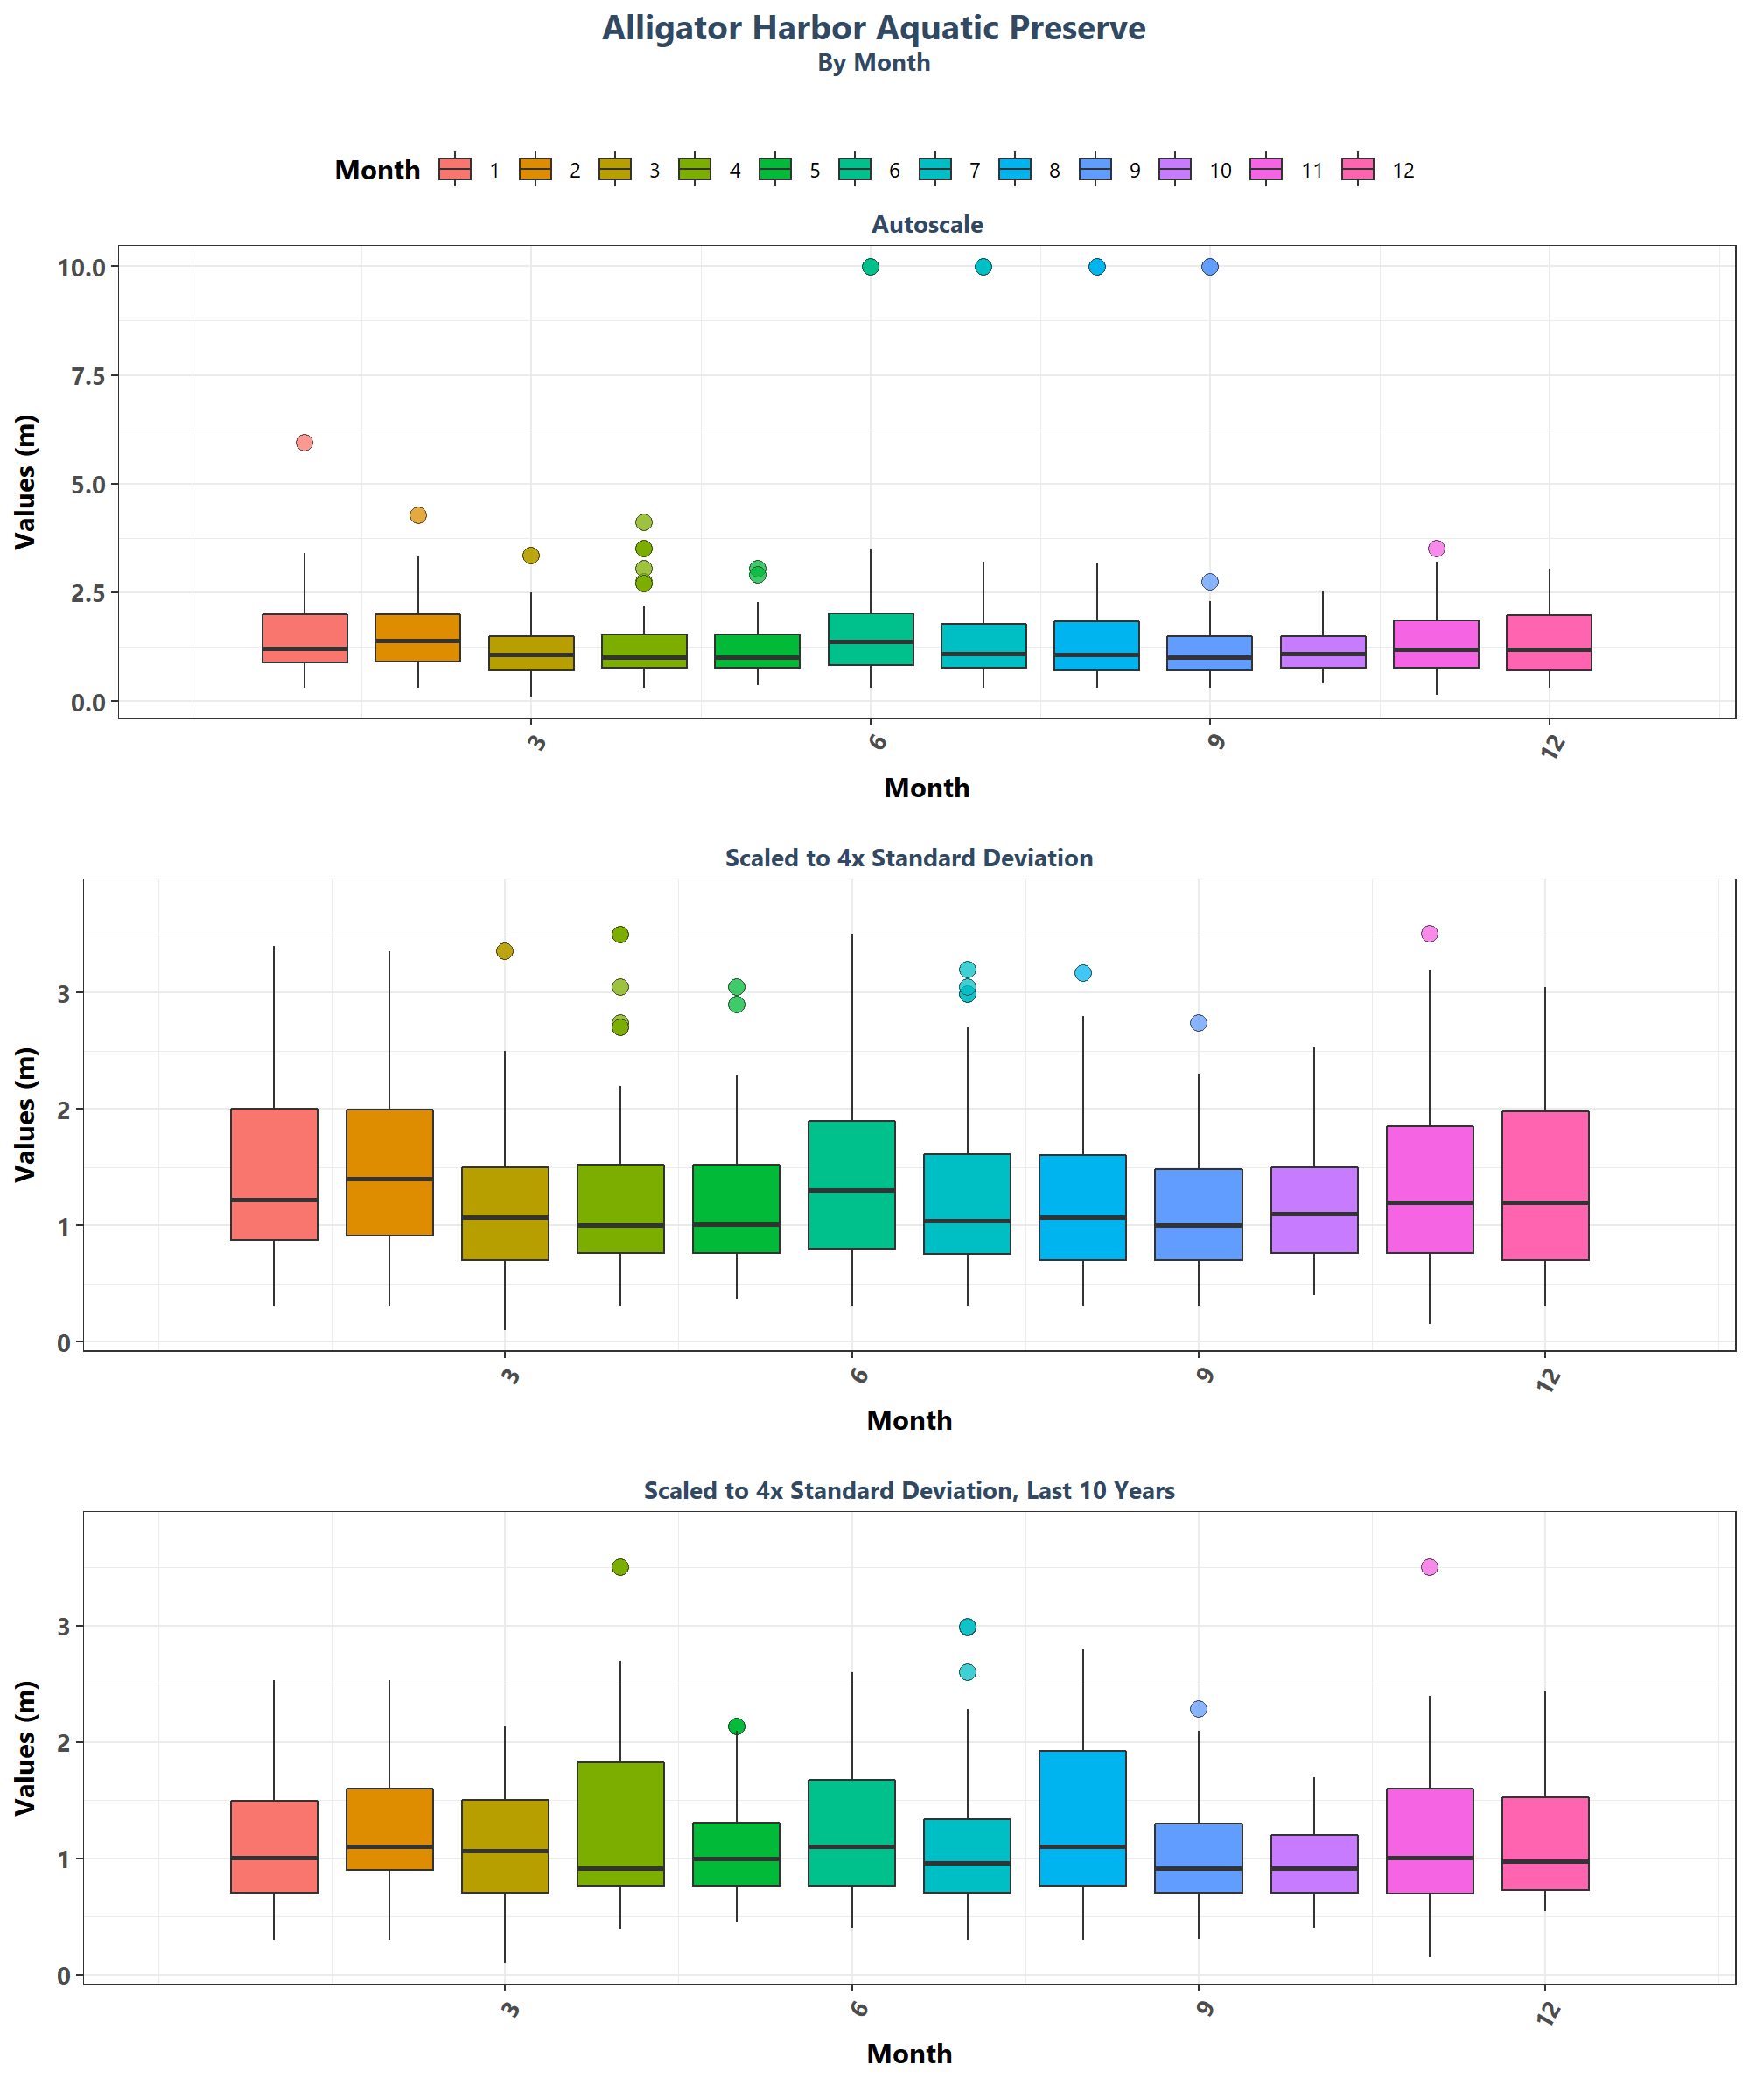 Alligator Harbor Aquatic Preserve
By Month
Month 1 2 3 4 5 6 7 8 9 10 11 12
Autoscale
10.0
7.5
5.0
2.5
0.0
Values (m)
3 6 9 12
Month
Scaled to 4x Standard Deviation
3
2
1
0
Values (m)
3 6 9 12
Month
Scaled to 4x Standard Deviation, Last 10 Years
3
2
1
0
Values (m)
3 6 9 12
Month